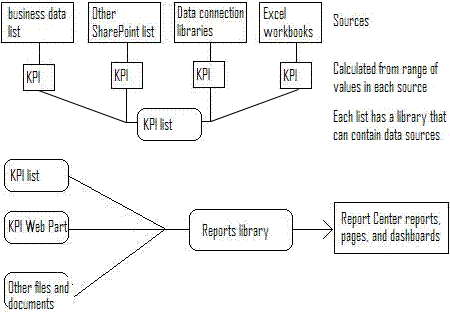 business data
list
Other
SharePoint list
Data connection
libraries
Excel
workbooks
Sources
KPI
KPI
KPI
KPI
Calculated from range of
values in each source
KPI list
Each list has a library that
can contain data sources
KPI list
KPI Web Part
Reports library
Report Center reports,
pages, and dashboards
Other files and
documents